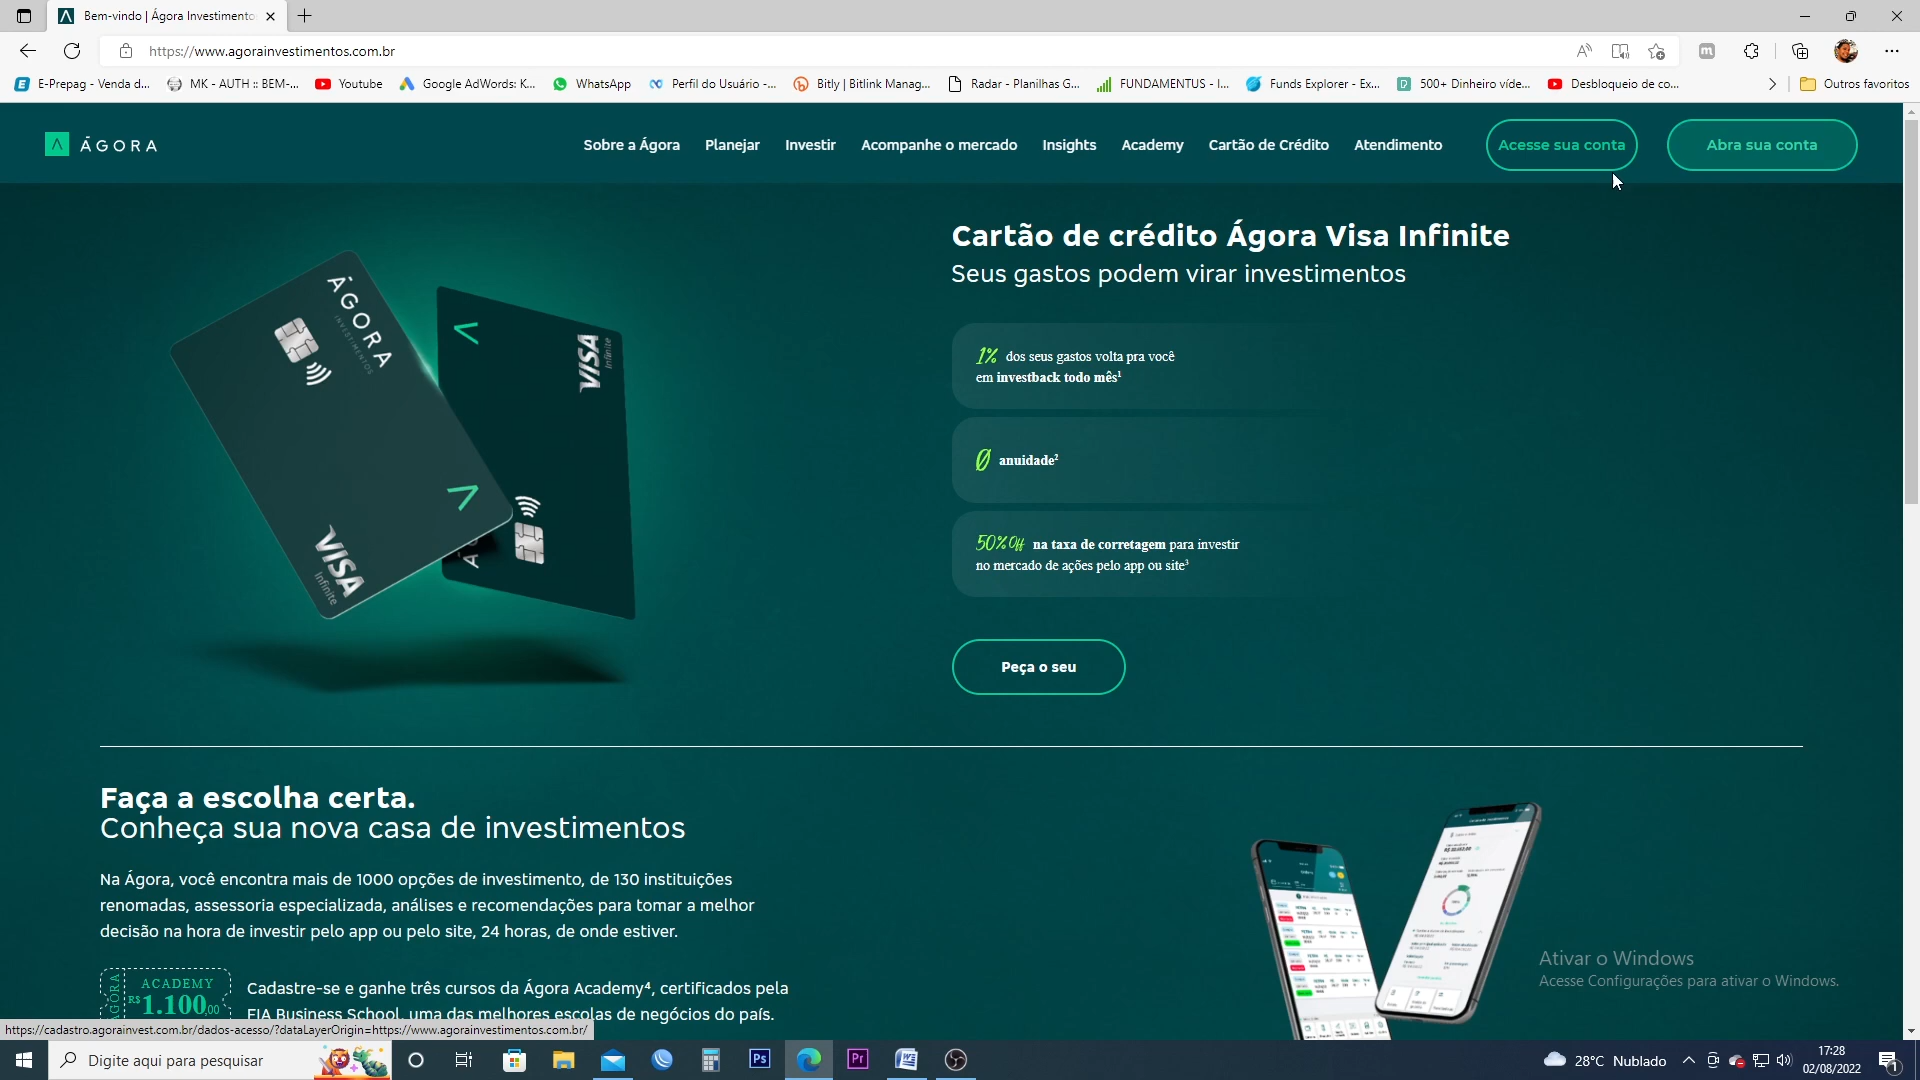 Bem-vindo | Ágora Investimento
https://www.agorainvestimentos.com.br
E-Prepag - Venda d...
MK - AUTH :: BEM-...
Youtube
Google AdWords: K...
WhatsApp
Perfil do Usuário -...
Bitly | Bitlink Manag...
Radar - Planilhas G...
FUNDAMENTUS - I...
Funds Explorer - Ex...
500+ Dinheiro víde...
Desbloqueio de co...
Outros favoritos
ÁGORA
Sobre a Ágora
Planejar
Investir
Acompanhe o mercado
Insights
Academy
Cartão de Crédito
Atendimento
Acesse sua conta
Abra sua conta
ÁGORA
INVESTIMENTOS
VISA
Infinite
VISA
Infinite
Cartão de crédito Ágora Visa Infinite
Seus gastos podem virar investimentos
1% dos seus gastos volta pra você
em investback todo mês¹
0 anuidade²
50% Off na taxa de corretagem para investir
no mercado de ações pelo app ou site³
Peça o seu
Faça a escolha certa.
Conheça sua nova casa de investimentos
Na Ágora, você encontra mais de 1000 opções de investimento, de 130 instituições
renomadas, assessoria especializada, análises e recomendações para tomar a melhor
decisão na hora de investir pelo app ou pelo site, 24 horas, de onde estiver.
ÁGORA
ACADEMY
R$ 1.100,00
Cadastre-se e ganhe três cursos da Ágora Academy⁴, certificados pela
FIA Business School, uma das melhores escolas de negócios do país.
Ativar o Windows
Acesse Configurações para ativar o Windows.
https://cadastro.agorainvest.com.br/dados-acesso/?dataLayerOrigin=https://www.agorainvestimentos.com.br/
Digite aqui para pesquisar
Ps
Pr
28°C Nublado
17:28
02/08/2022
1